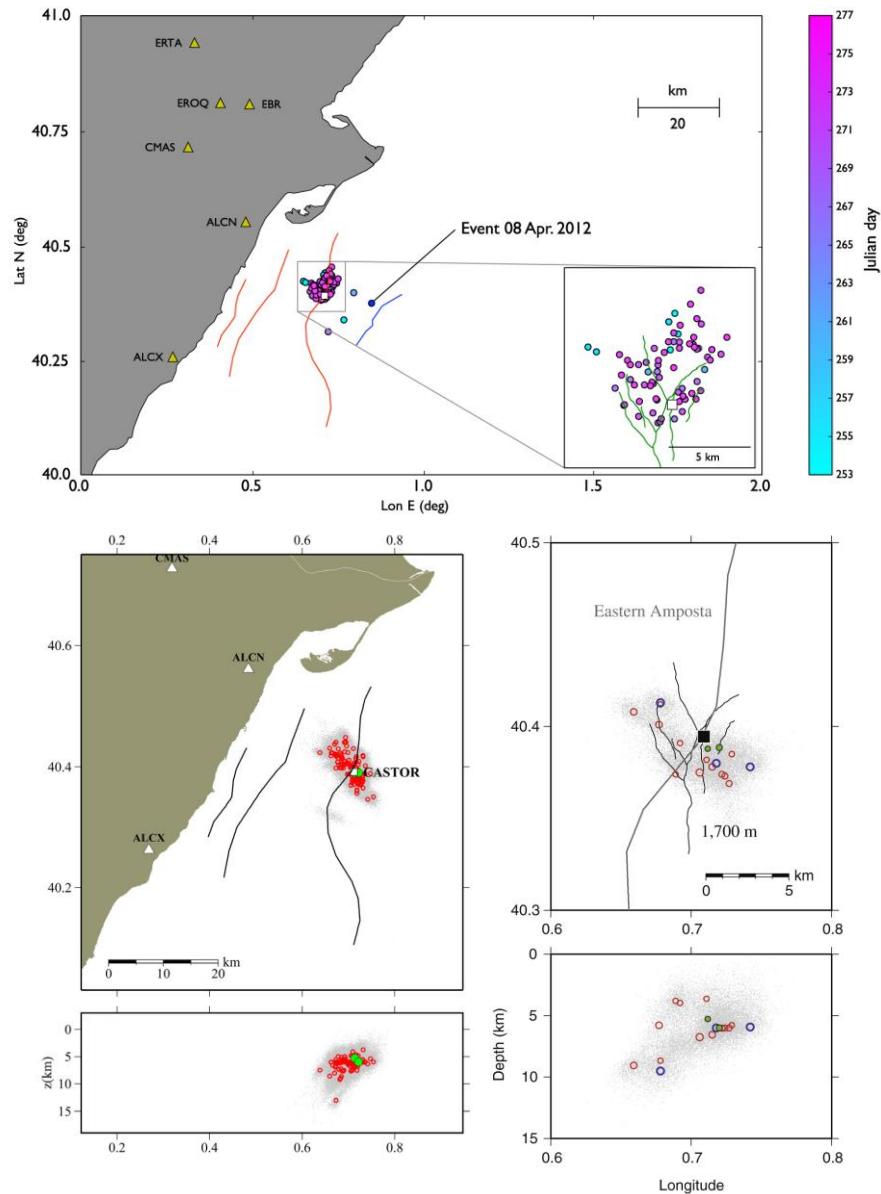 41.0
40.75
40.5
40.25
40.0
Lat N (deg)
ERTA
EROQ
EBR
CMAS
ALCN
ALCX
km
20
Event 08 Apr. 2012
5 km
0.0
0.5
1.0
1.5
2.0
Lon E (deg)
277
275
273
271
269
267
265
263
261
259
257
255
253
Julian day
0.2
0.4
0.6
0.8
CMAS
ALCN
CASTOR
ALCX
40.6
40.4
40.2
0
10
20
km
z(km)
0
5
10
15
0.2
0.4
0.6
0.8
40.5
40.4
40.3
Eastern Amposta
1,700 m
km
0
5
0.6
0.7
0.8
Depth (km)
0
5
10
15
0.6
0.7
0.8
Longitude